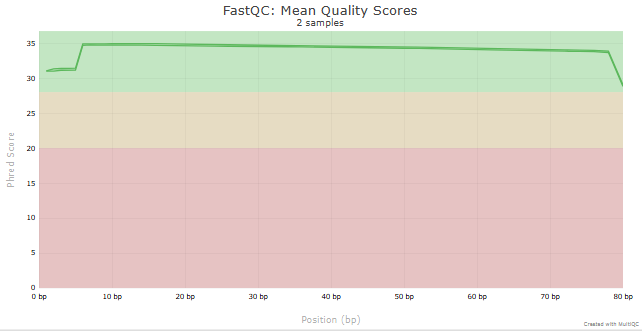 FastQC: Mean Quality Scores
2 samples
Phred Score
35
30
25
20
15
10
5
0
0 bp
10 bp
20 bp
30 bp
40 bp
50 bp
60 bp
70 bp
80 bp
Position (bp)
Created with MultiQC